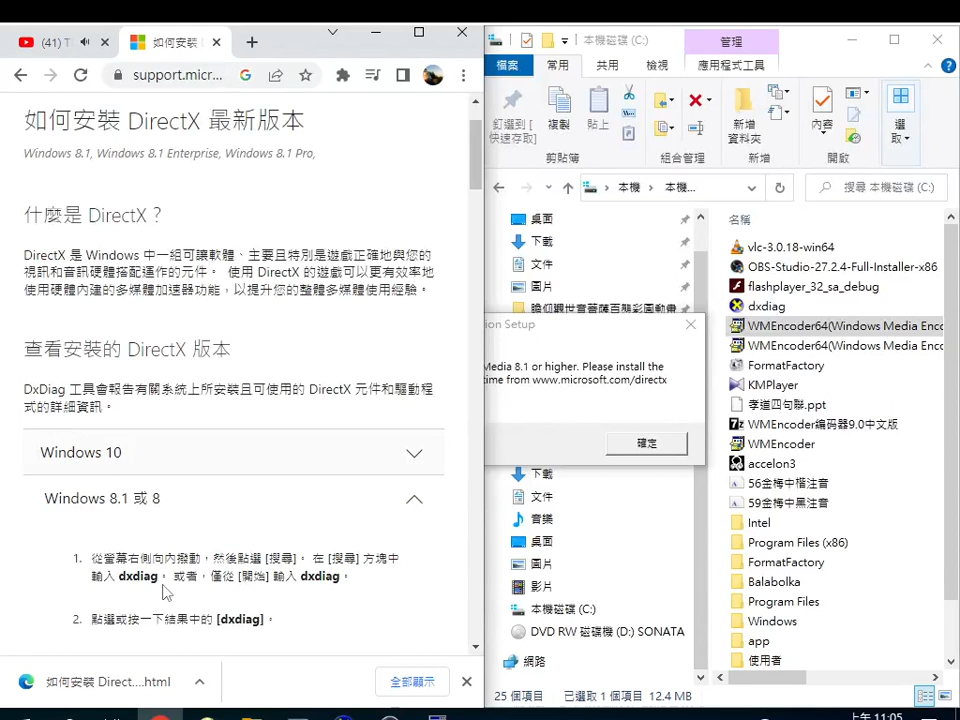 (41) T
如何安裝
support.micr...
如何安裝 DirectX 最新版本
Windows 8.1, Windows 8.1 Enterprise, Windows 8.1 Pro,
什麼是 DirectX？
DirectX 是 Windows 中一組可讓軟體、主要且特別是遊戲正確地與您的
視訊和音訊硬體搭配運作的元件。 使用 DirectX 的遊戲可以更有效率地
使用硬體內建的多媒體加速器功能，以提升您的整體多媒體使用經驗。
查看安裝的 DirectX 版本
DxDiag 工具會報告有關系統上所安裝且可使用的 DirectX 元件和驅動程
式的詳細資訊。
Windows 10
Windows 8.1 或 8
1. 從螢幕右側向內撥動，然後點選 [搜尋]。 在 [搜尋] 方塊中
輸入 dxdiag。 或者，僅從 [開始] 輸入 dxdiag。
2. 點選或按一下結果中的 [dxdiag]。
如何安裝 Direct....html
全部顯示
本機磁碟 (C:)
管理
檔案
常用
共用
檢視
應用程式工具
釘選到 [
快速存取]
複製
貼上
新增
資料夾
內容
選
取
剪貼簿
組合管理
新增
開啟
本機
本機...
搜尋 本機磁碟 (C:)
桌面
下載
文件
圖片
瞻仰觀世音菩薩百態彩圖動畫
ion Setup
Media 8.1 or higher. Please install the
time from www.microsoft.com/directx
確定
下載
文件
音樂
桌面
圖片
影片
本機磁碟 (C:)
DVD RW 磁碟機 (D:) SONATA
網路
名稱
vlc-3.0.18-win64
OBS-Studio-27.2.4-Full-Installer-x86
flashplayer_32_sa_debug
dxdiag
WMEncoder64(Windows Media Enc
WMEncoder64(Windows Media Enc
FormatFactory
KMPlayer
孝道四句聯.ppt
WMEncoder编码器9.0中文版
WMEncoder
accelon3
56金梅中楷注音
59金梅中黑注音
Intel
Program Files (x86)
FormatFactory
Balabolka
Program Files
Windows
app
使用者
25 個項目
已選取 1 個項目
12.4 MB
上午 11:05